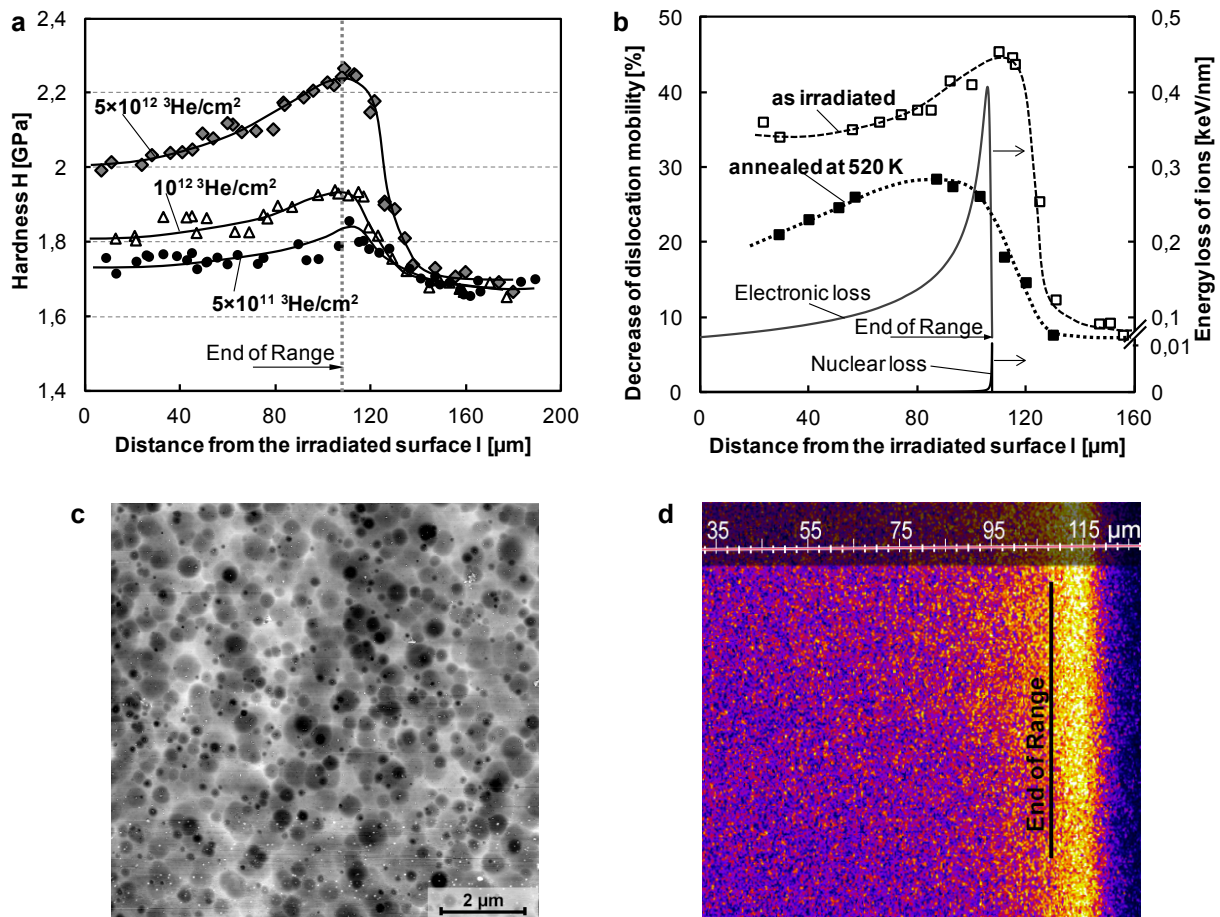 a
Hardness H [GPa]
2,4
2,2
2
1,8
1,6
1,4
5×10¹² ³He/cm²
10¹² ³He/cm²
5×10¹¹ ³He/cm²
End of Range
0
40
80
120
160
200
Distance from the irradiated surface l [µm]
b
Decrease of dislocation mobility [%]
50
40
30
20
10
0
as irradiated
annealed at 520 K
Electronic loss
End of Range
Nuclear loss
0,5
0,4
0,3
0,2
0,1
0,01
0
Energy loss of ions [keV/nm]
0
40
80
120
160
Distance from the irradiated surface l [µm]
c
2 µm
d
35 55 75 95 115 µm
End of Range